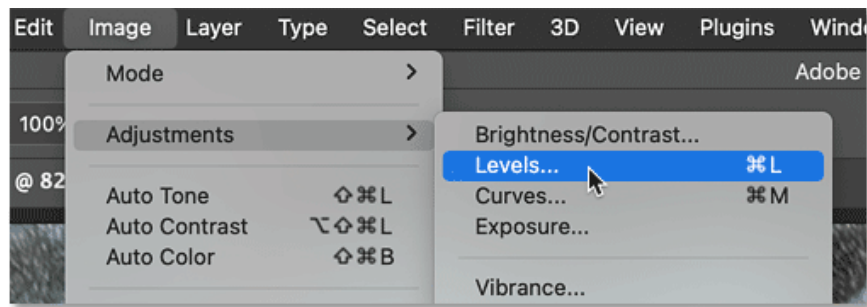 Edit Image Layer Type Select Filter 3D View Plugins
Mode >
Adobe
100%
Adjustments >
Brightness/Contrast...
Levels... ⌘L
@ 82
Auto Tone ⇧⌘L
Curves... ⌘M
Auto Contrast ⌥⇧⌘L
Exposure...
Auto Color ⇧⌘B
Vibrance...